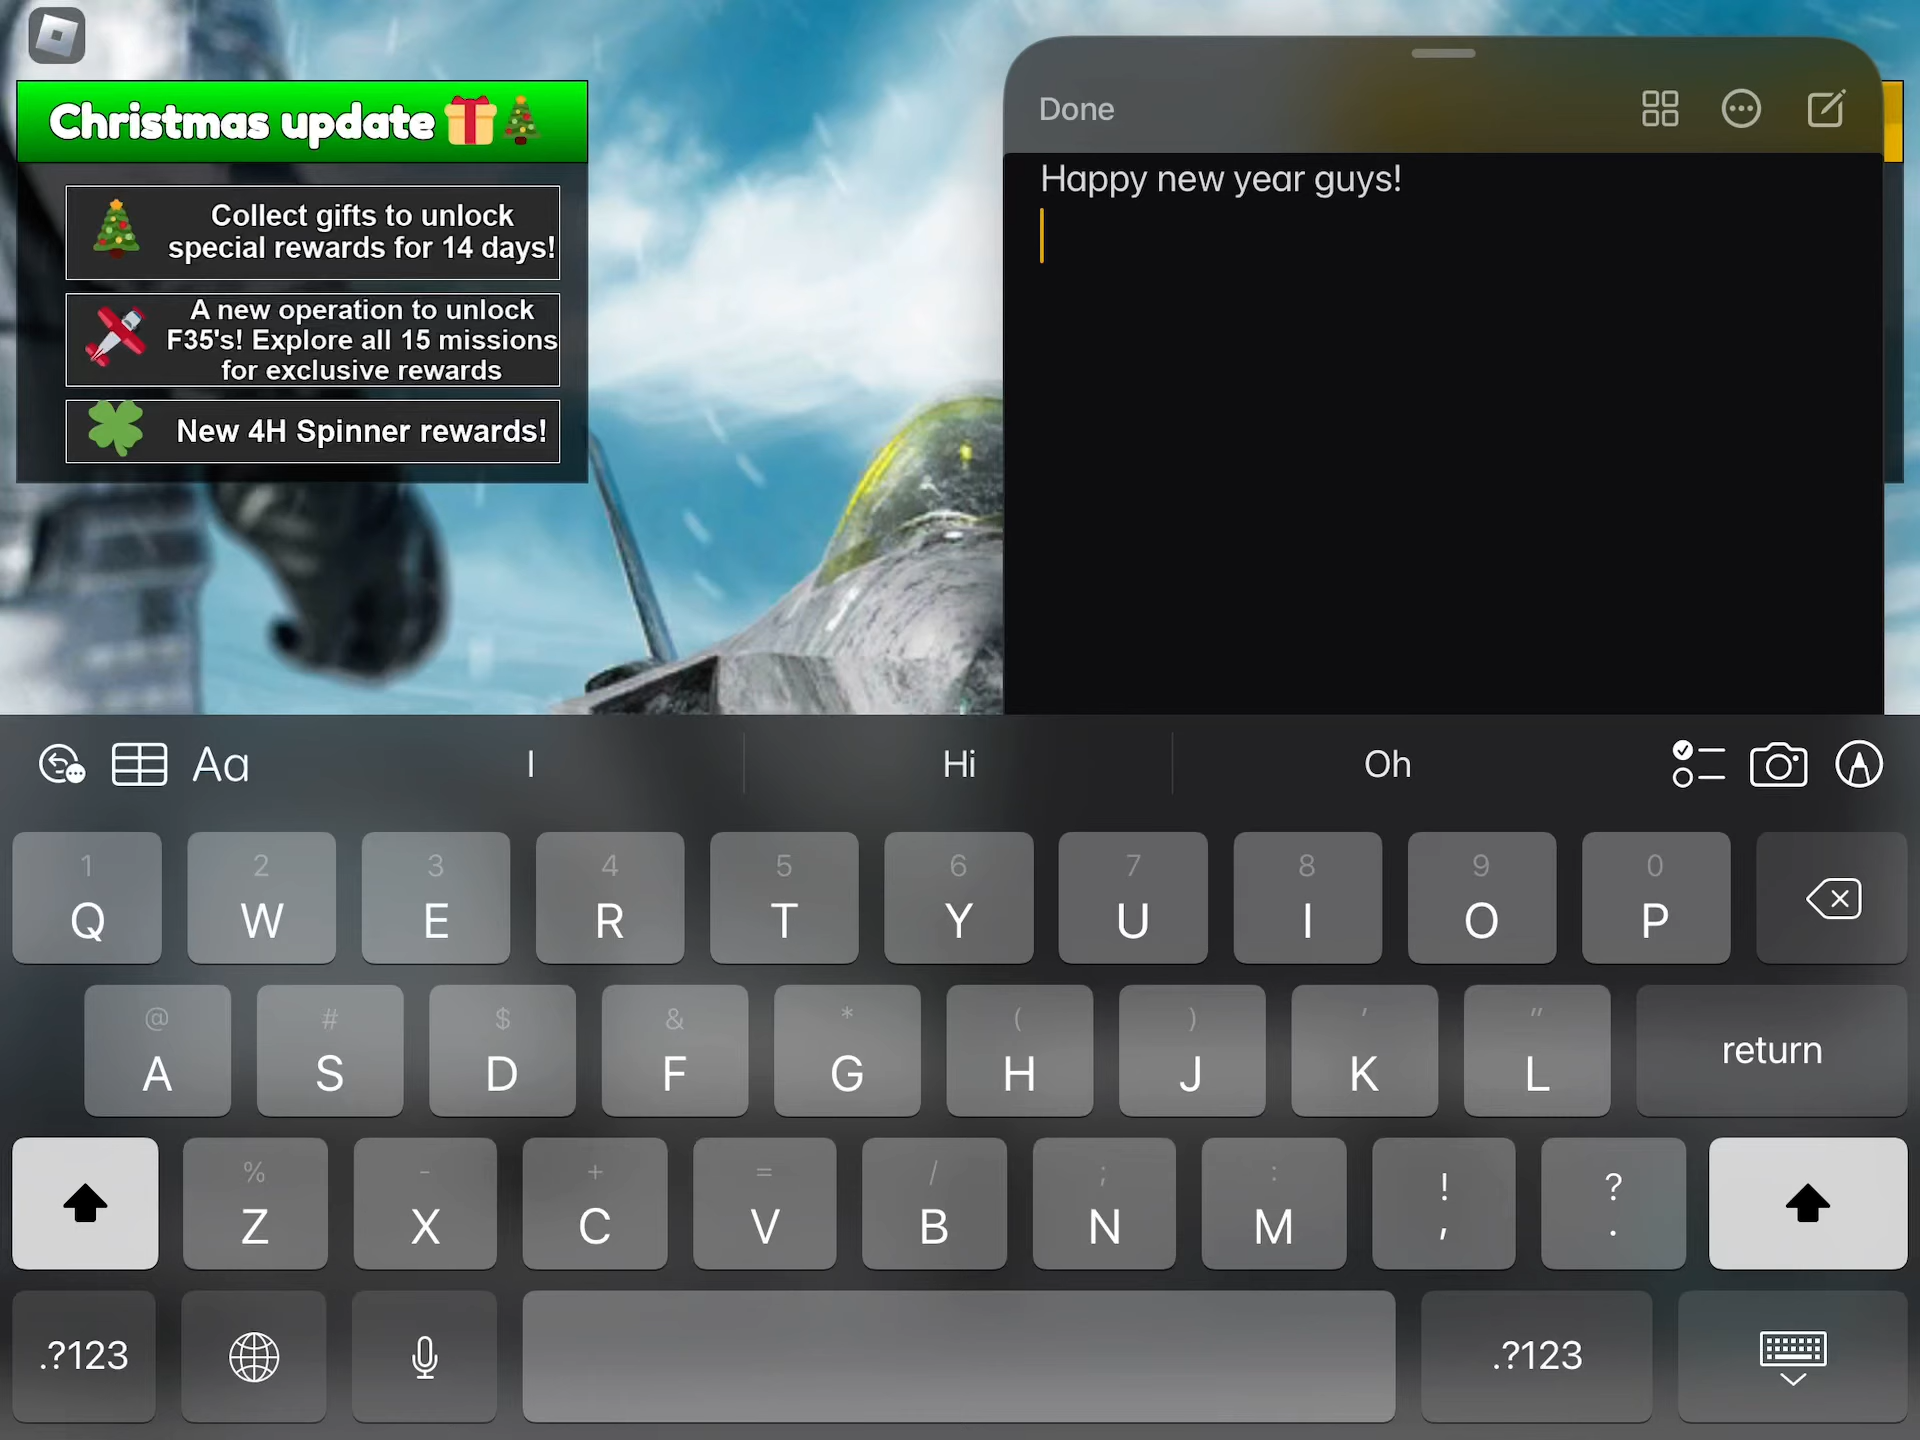 Christmas update
Collect gifts to unlock
special rewards for 14 days!
A new operation to unlock
F35's! Explore all 15 missions
for exclusive rewards
New 4H Spinner rewards!
Done
Happy new year guys!
Aa
I
Hi
Oh
1 2 3 4 5 6 7 8 9 0
Q W E R T Y U I O P
@ # $ & * ( ) ' "
A S D F G H J K L return
% - + = / ; : ! ?
Z X C V B N M , .
.?123 .?123